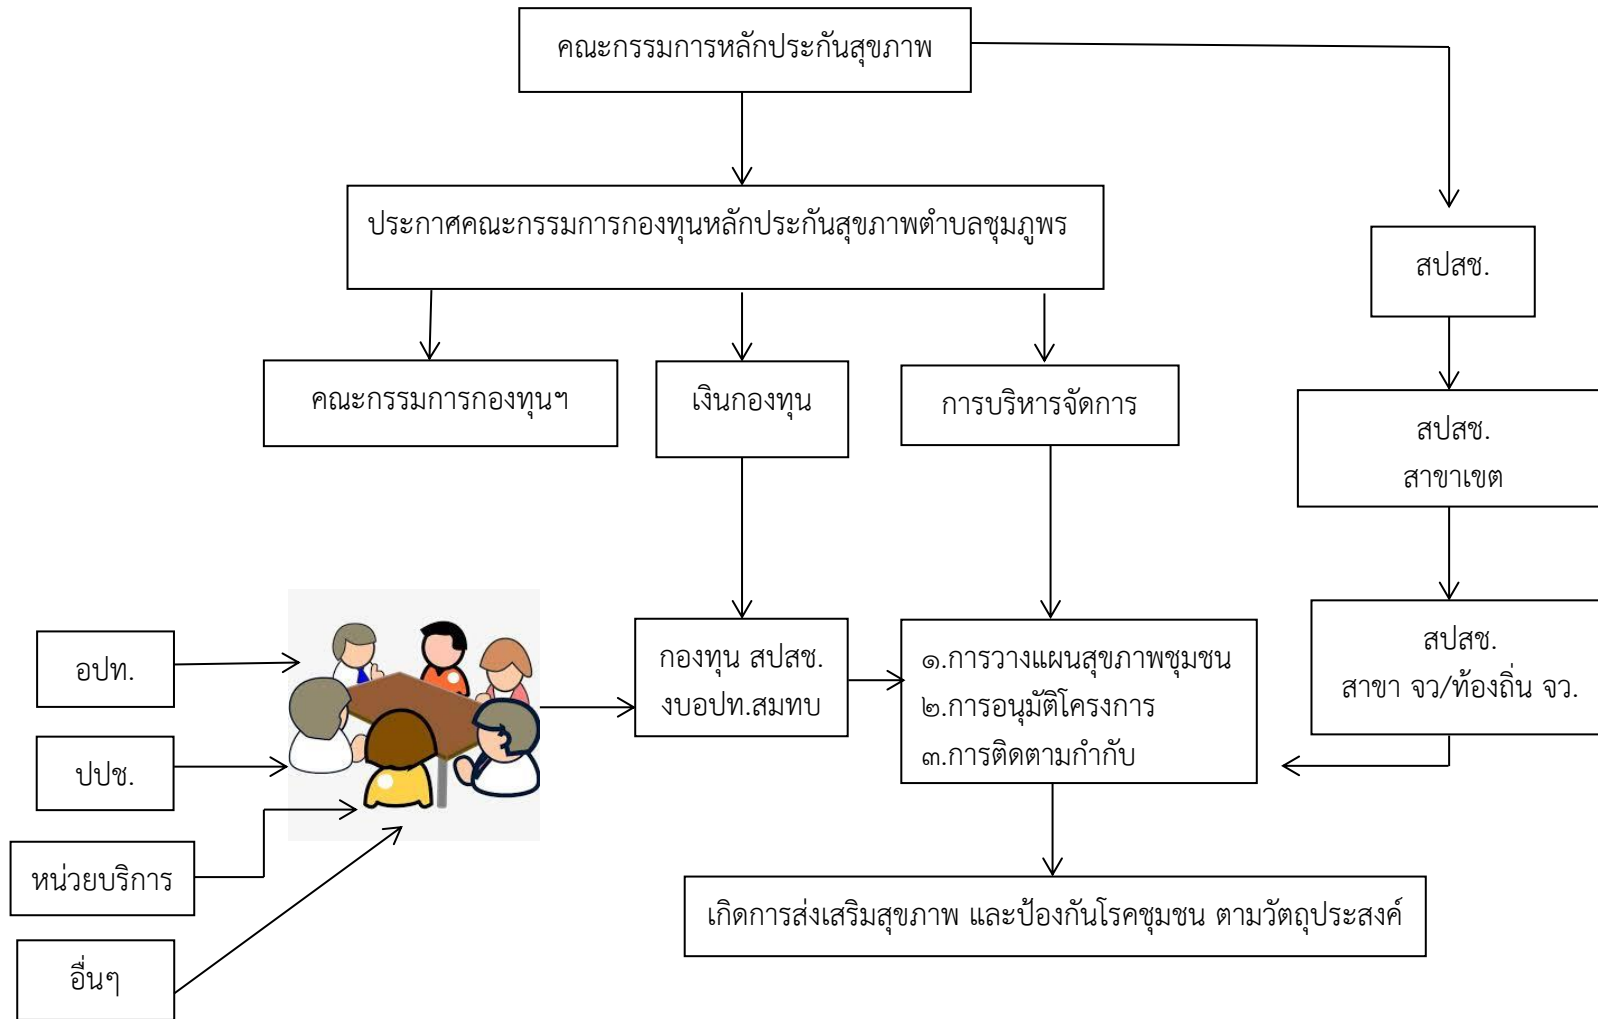 คณะกรรมการหลักประกันสุขภาพ
ประกาศคณะกรรมการกองทุนหลักประกันสุขภาพตำบลชุมภูพร
สปสช.
คณะกรรมการกองทุนฯ
เงินกองทุน
การบริหารจัดการ
สปสช.
สาขาเขต
อปท.
ปปช.
หน่วยบริการ
อื่นๆ
กองทุน สปสช.
งบอปท.สมทบ
๑.การวางแผนสุขภาพชุมชน
๒.การอนุมัติโครงการ
๓.การติดตามกำกับ
สปสช.
สาขา จว/ท้องถิ่น จว.
เกิดการส่งเสริมสุขภาพ และป้องกันโรคชุมชน ตามวัตถุประสงค์